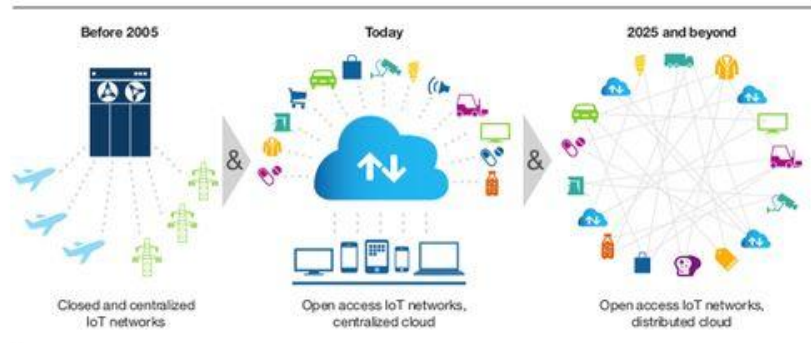 Before 2005
Today
2025 and beyond
&
&
Closed and centralized
IoT networks
Open access IoT networks,
centralized cloud
Open access IoT networks,
distributed cloud